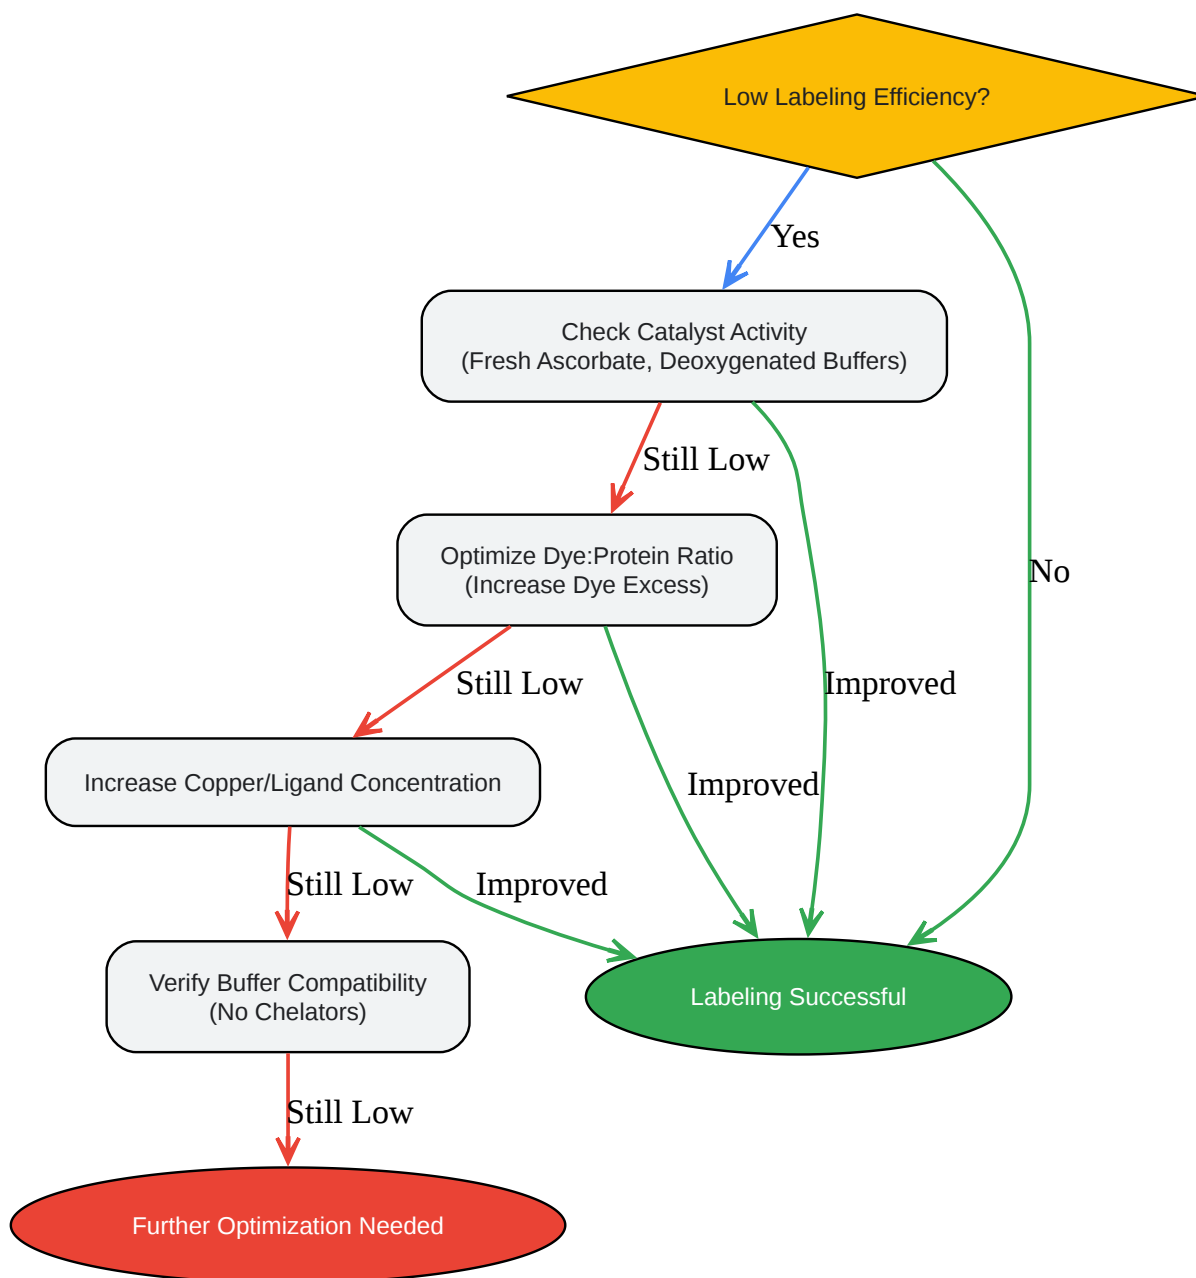 Low Labeling Efficiency?
Yes
Check Catalyst Activity
(Fresh Ascorbate, Deoxygenated Buffers)
Still Low
Optimize Dye:Protein Ratio
(Increase Dye Excess)
No
Still Low
Improved
Increase Copper/Ligand Concentration
Improved
Still Low
Improved
Verify Buffer Compatibility
(No Chelators)
Labeling Successful
Still Low
Further Optimization Needed